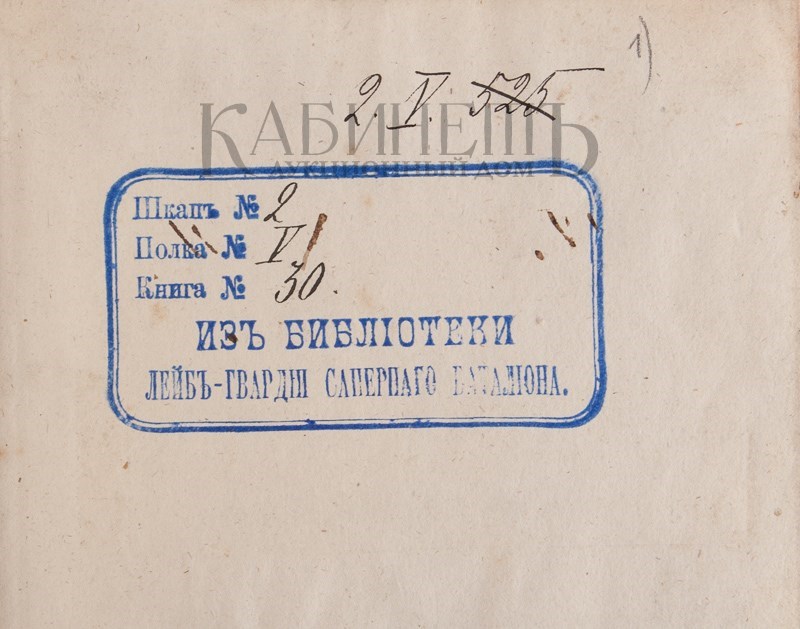 1)
2. V. 525
КАБИНЕТЪ
АУКЦИОННЫЙ ДОМ
Шкапъ № 2
Полка № V
Книга № 30.
ИЗЪ БИБЛІОТЕКИ
ЛЕЙБЪ-ГВАРДІИ САПЕРНАГО БАТАЛІОНА.